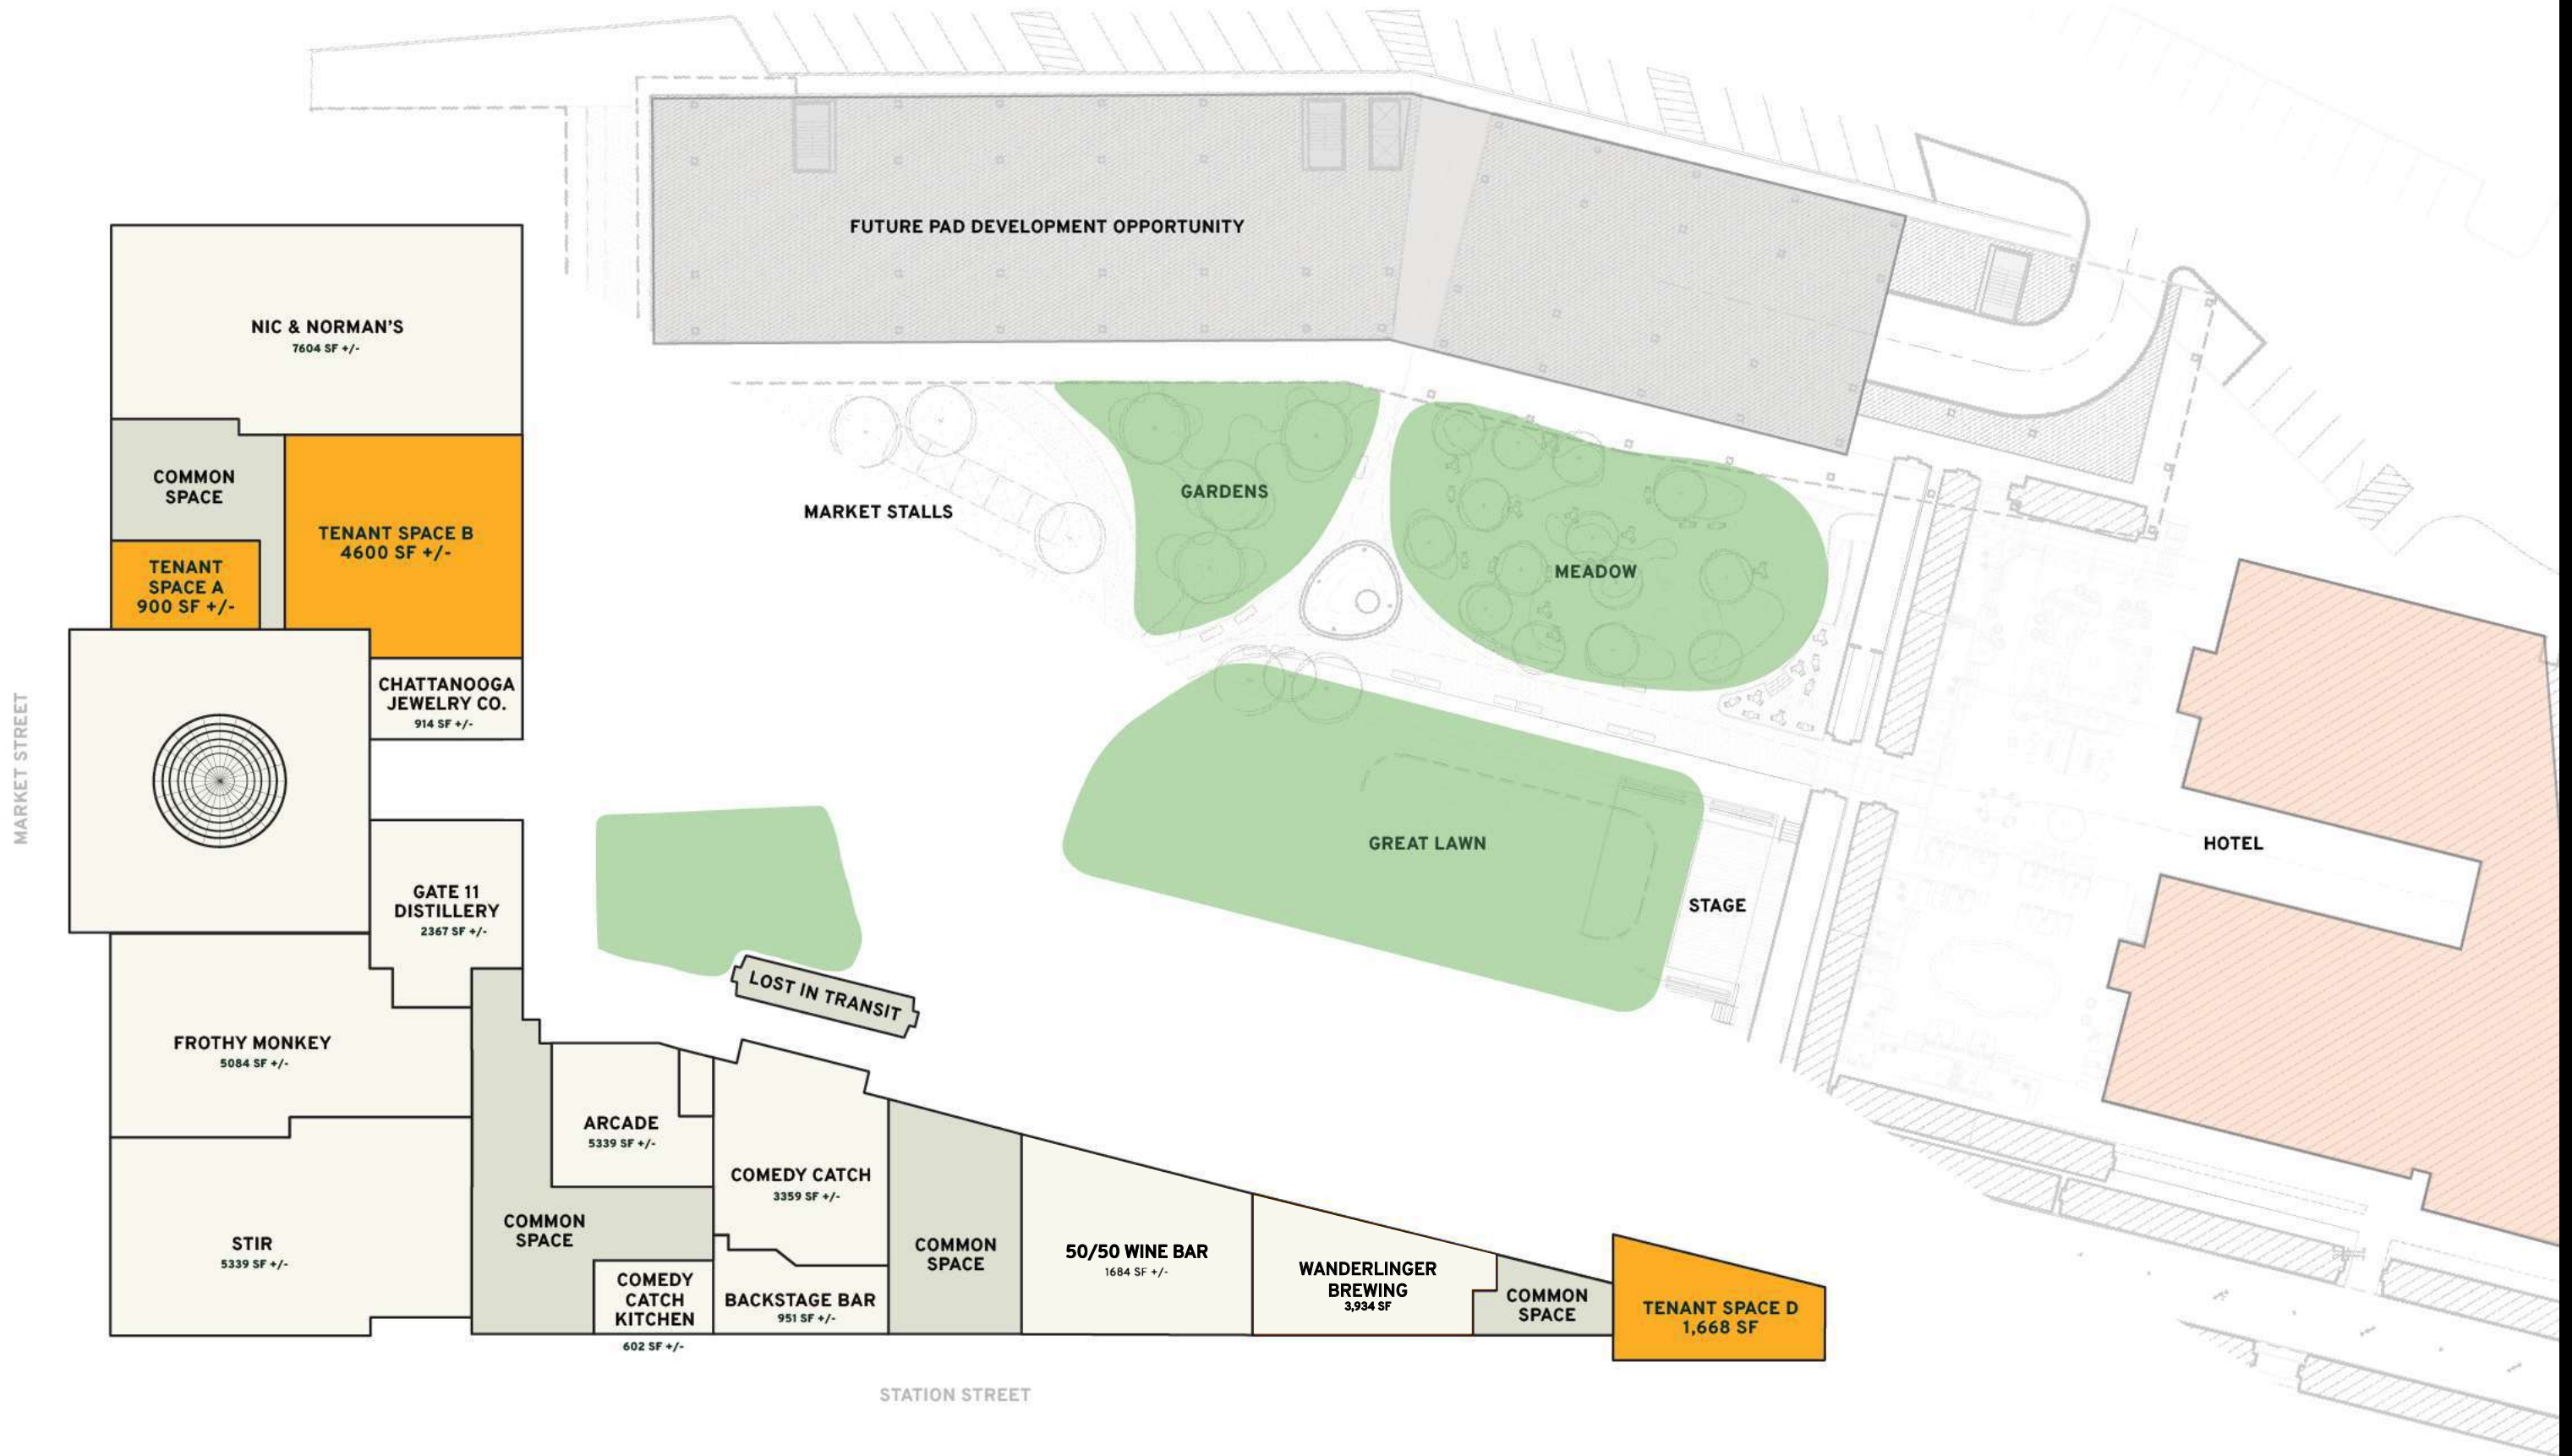 FUTURE PAD DEVELOPMENT OPPORTUNITY
NIC & NORMAN'S
7604 SF +/-
COMMON
SPACE
TENANT SPACE B
4600 SF +/-
TENANT
SPACE A
900 SF +/-
MARKET STALLS
GARDENS
MEADOW
CHATTANOOGA
JEWELRY CO.
914 SF +/-
MARKET STREET
GREAT LAWN
HOTEL
STAGE
GATE 11
DISTILLERY
2367 SF +/-
LOST IN TRANSIT
FROTHY MONKEY
5084 SF +/-
ARCADE
5339 SF +/-
COMEDY CATCH
3359 SF +/-
STIR
5339 SF +/-
COMMON
SPACE
COMEDY
CATCH
KITCHEN
602 SF +/-
BACKSTAGE BAR
951 SF +/-
COMMON
SPACE
50/50 WINE BAR
1684 SF +/-
WANDERLINGER
BREWING
3,934 SF
COMMON
SPACE
TENANT SPACE D
1,668 SF
STATION STREET